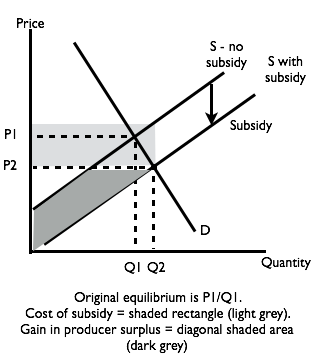 Price
S - no
subsidy
S with
subsidy
P1
Subsidy
P2
D
Q1 Q2
Quantity
Original equilibrium is P1/Q1.
Cost of subsidy = shaded rectangle (light grey).
Gain in producer surplus = diagonal shaded area
(dark grey)